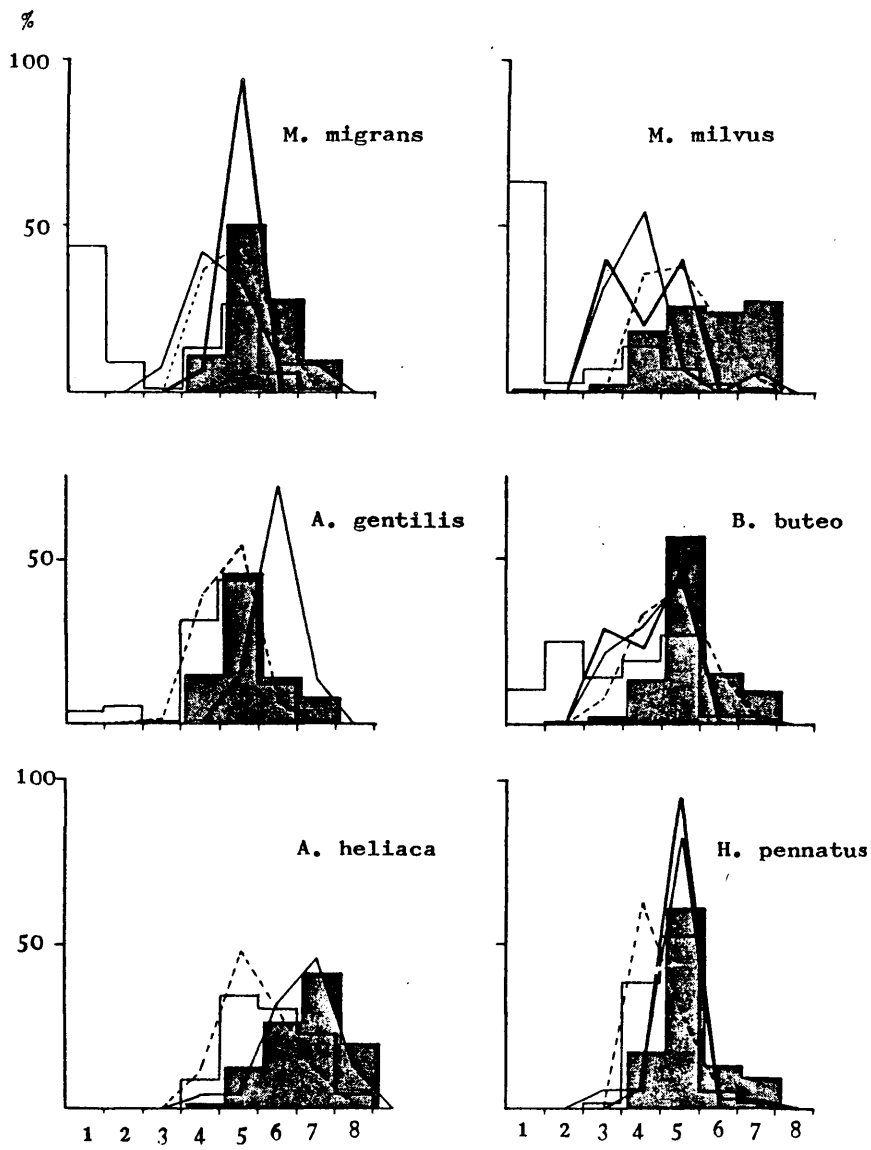 %
100
50
M. migrans
M. milvus
50
A. gentilis
B. buteo
100
50
A. heliaca
H. pennatus
1 2 3 4 5 6 7 8
1 2 3 4 5 6 7 8